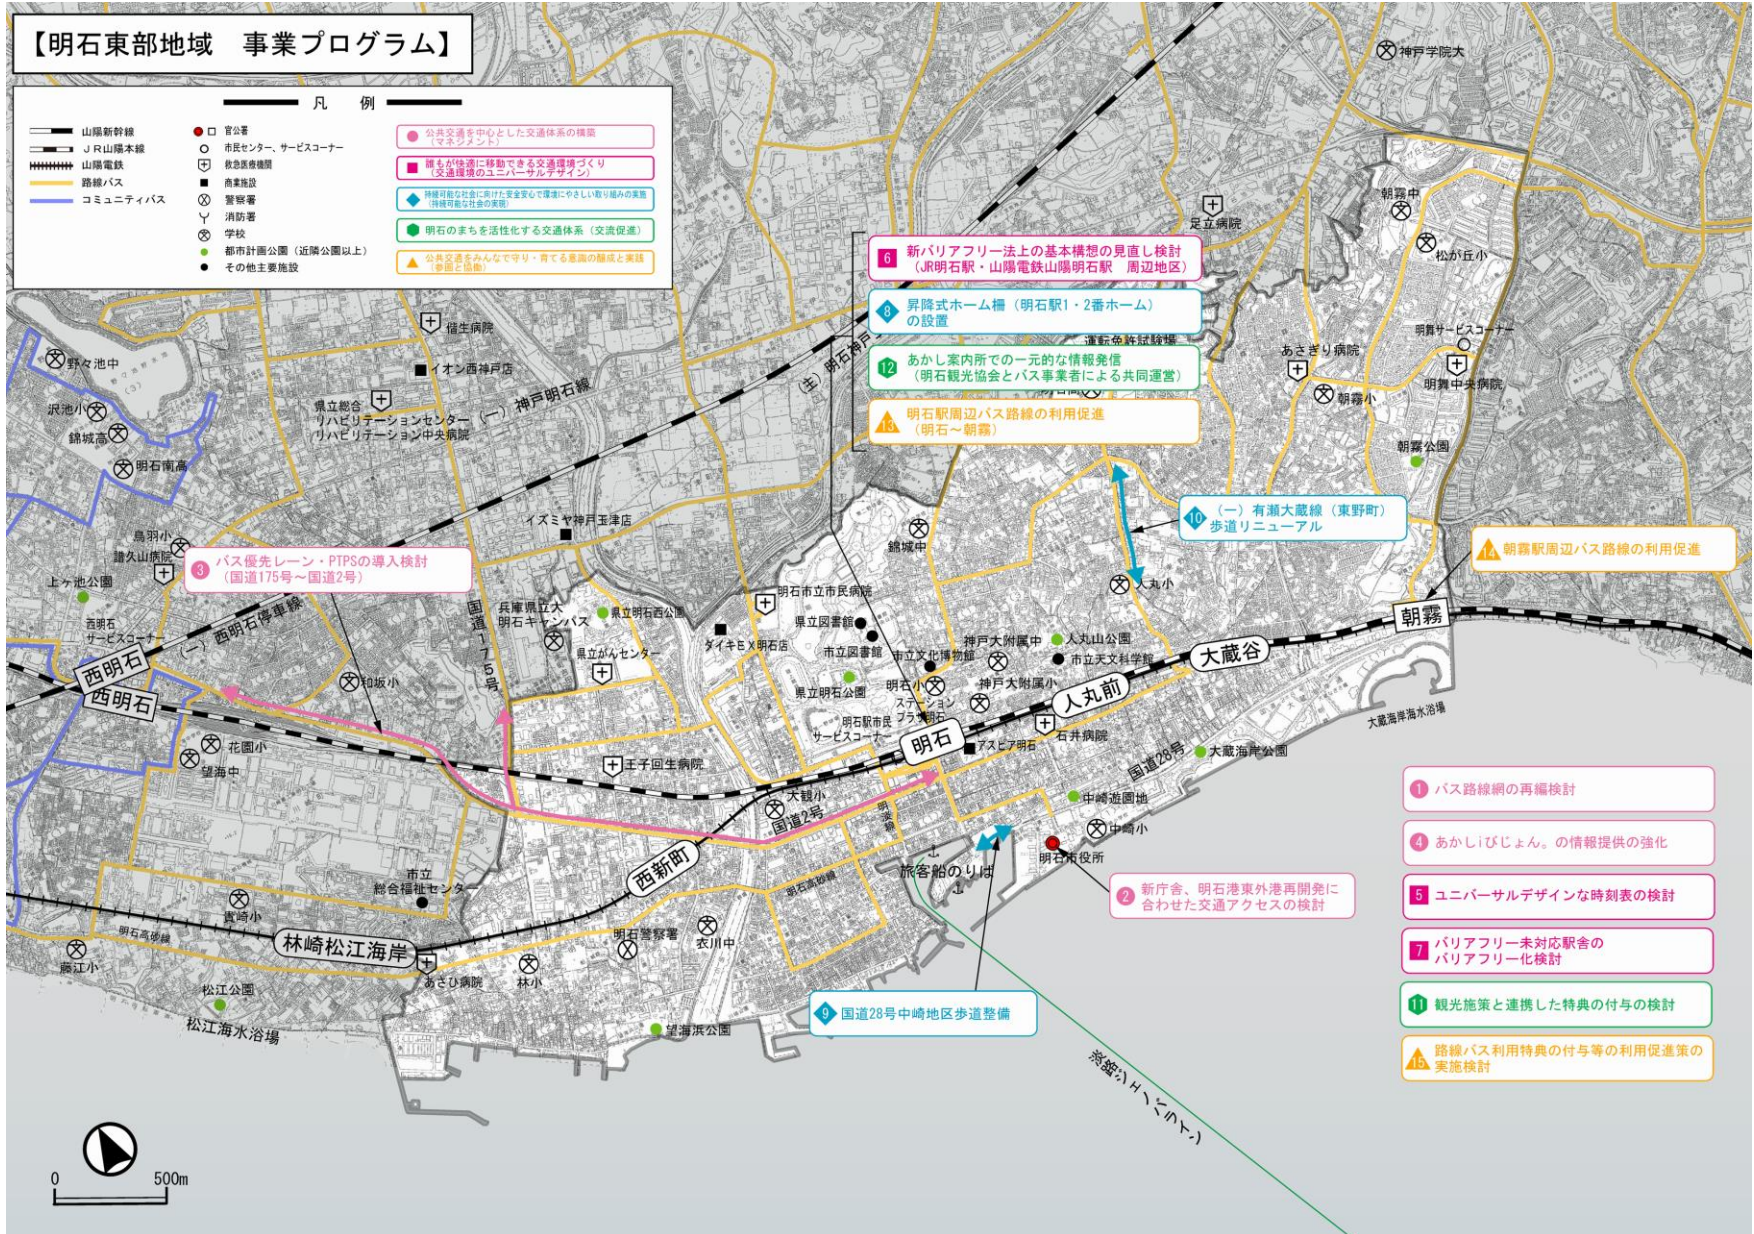 【明石東部地域 事業プログラム】
凡 例
山陽新幹線
JR山陽本線
山陽電鉄
路線バス
コミュニティバス
官公署
市民センター、サービスコーナー
救急医療機関
商業施設
警察署
消防署
学校
都市計画公園(近隣公園以上)
その他主要施設
公共交通を中心とした交通体系の構築
(マネジメント)
誰もが快適に移動できる交通環境づくり
(交通環境のユニバーサルデザイン)
持続可能な社会に向けた安全安心で環境にやさしい取り組みの実施
(持続可能な社会の実現)
明石のまちを活性化する交通体系(交流促進)
公共交通をみんなで守り・育てる意識の醸成と実践
(参画と協働)
神戸学院大
朝霧中
足立病院
松が丘小
6 新バリアフリー法上の基本構想の見直し検討
(JR明石駅・山陽電鉄山陽明石駅 周辺地区)
8 昇降式ホーム柵(明石駅1・2番ホーム)
の設置
運転免許試験場
12 あかし案内所での一元的な情報発信
(明石観光協会とバス事業者による共同運営)
13 明石駅周辺バス路線の利用促進
(明石~朝霧)
明舞サービスコーナー
あさぎり病院
明舞中央病院
朝霧小
朝霧公園
野々池中
偕生病院
イオン西神戸店
沢池小
錦城高
明石南高
県立総合
リハビリテーションセンター
リハビリテーション中央病院
(一)神戸明石線
(主)明石神戸
イズミヤ神戸玉津店
錦城中
10 (一)有瀬大蔵線(東野町)
歩道リニューアル
14 朝霧駅周辺バス路線の利用促進
鳥羽小
譜久山病院
上ヶ池公園
3 バス優先レーン・PTPSの導入検討
(国道175号~国道2号)
西明石
サービスコーナー
(一)西明石停車線
国道175号
兵庫県立大
明石キャンパス
県立明石西公園
県立がんセンター
明石市立市民病院
ダイキEX明石店
県立図書館
市立図書館
市立文化博物館
神戸大附属中
人丸小
人丸山公園
市立天文科学館
県立明石公園
明石小
神戸大附属小
ステーション
プラザ明石
明石駅市民
サービスコーナー
アスピア明石
石井病院
西明石
西明石
和坂小
明石
人丸前
大蔵谷
朝霧
大蔵海岸海水浴場
大蔵海岸公園
国道28号
花園小
望海中
王子回生病院
大観小
国道2号
明淡線
中崎遊園地
中崎小
明石市役所
旅客船のりば
西新町
明石高砂線
市立
総合福祉センター
貴崎小
明石高砂線
林崎松江海岸
藤江小
あさひ病院
林小
明石警察署
衣川中
松江公園
松江海水浴場
望海浜公園
2 新庁舎、明石港東外港再開発に
合わせた交通アクセスの検討
9 国道28号中崎地区歩道整備
淡路ジェノバライン
1 バス路線網の再編検討
4 あかしiびじょん。の情報提供の強化
5 ユニバーサルデザインな時刻表の検討
7 バリアフリー未対応駅舎の
バリアフリー化検討
11 観光施策と連携した特典の付与の検討
15 路線バス利用特典の付与等の利用促進策の
実施検討
0 500m